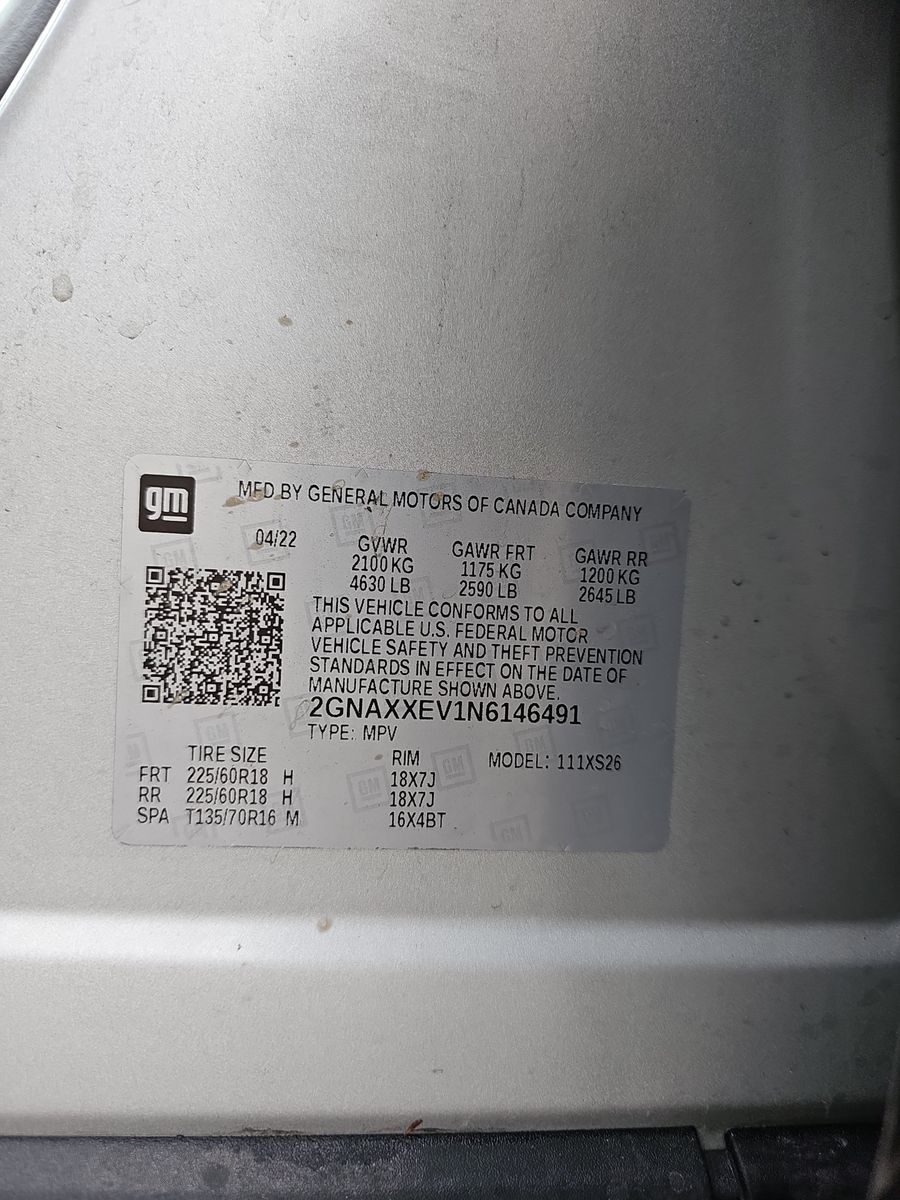 gm
MFD BY GENERAL MOTORS OF CANADA COMPANY
04/22 GVWR GAWR FRT GAWR RR
2100 KG 1175 KG 1200 KG
4630 LB 2590 LB 2645 LB
THIS VEHICLE CONFORMS TO ALL
APPLICABLE U.S. FEDERAL MOTOR
VEHICLE SAFETY AND THEFT PREVENTION
STANDARDS IN EFFECT ON THE DATE OF
MANUFACTURE SHOWN ABOVE.
2GNAXXEV1N6146491
TYPE: MPV
TIRE SIZE RIM MODEL: 111XS26
FRT 225/60R18 H 18X7J
RR 225/60R18 H 18X7J
SPA T135/70R16 M 16X4BT